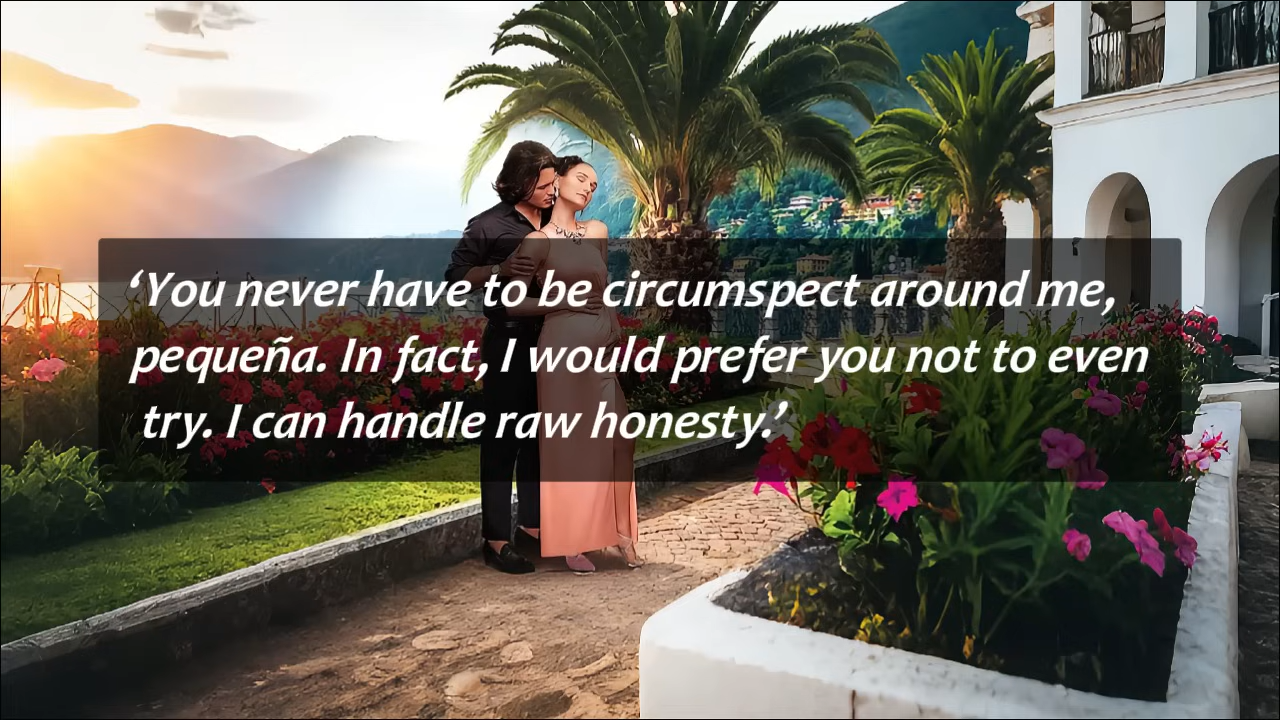 ‘You never have to be circumspect around me,
pequeña. In fact, I would prefer you not to even
try. I can handle raw honesty.’